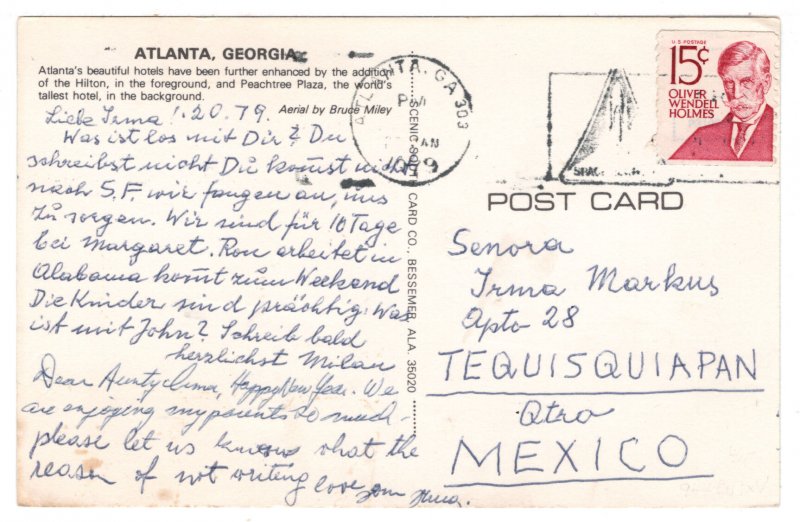 ATLANTA, GEORGIA
Atlanta's beautiful hotels have been further enhanced by the addition
of the Hilton, in the foreground, and Peachtree Plaza, the world's
tallest hotel, in the background.
Aerial by Bruce Miley
Liebe Irma! 1.20.79
Was ist los mit Dir? Du
schreibst nicht Du kom̅st nicht
nach S.F. wir fangen an, uns
zu sorgen. Wir sind für 10 Tage
bei Margaret. Ron arbeitet in
Alabama kom̅t zum Weekend
Die Kinder sind prächtig. Was
ist mit John? Schreib bald
herzlichst Milan
Dear Aunty Irma, Happy New Year. We
are enjoying my parents so much -
please let us know what the
reason of not writing love
SCENIC SOUTH CARD CO., BESSEMER, ALA. 35020
ATLANTA, GA 303
PM
JAN
1979
U.S. POSTAGE
15¢
OLIVER
WENDELL
HOLMES
POST CARD
Senora
Irma Markus
Apto 28
TEQUISQUIAPAN
Qtro
MEXICO